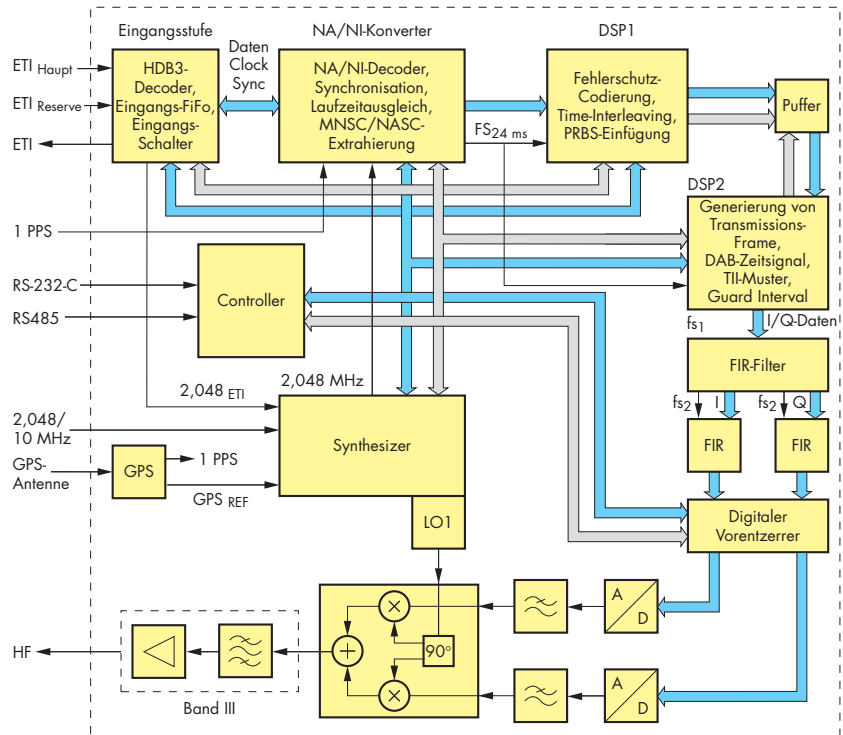 Eingangsstufe
NA/NI-Konverter
DSP1
Daten
Clock
Sync
ETI Haupt
ETI Reserve
ETI
HDB3-
Decoder,
Eingangs-FiFo,
Eingangs-
Schalter
NA/NI-Decoder,
Synchronisation,
Laufzeitausgleich,
MNSC/NASC-
Extrahierung
FS24 ms
Fehlerschutz-
Codierung,
Time-Interleaving,
PRBS-Einfügung
Puffer
DSP2
Generierung von
Transmissions-
Frame,
DAB-Zeitsignal,
TII-Muster,
Guard Interval
1 PPS
RS-232-C
RS485
Controller
fs1
I/Q-Daten
FIR-Filter
fs2
I
fs2
Q
FIR
FIR
2,048 ETI
2,048 MHz
2,048/
10 MHz
Synthesizer
GPS-
Antenne
GPS
1 PPS
GPS REF
LO1
Digitaler
Vorentzerrer
90°
A
D
A
D
HF
Band III